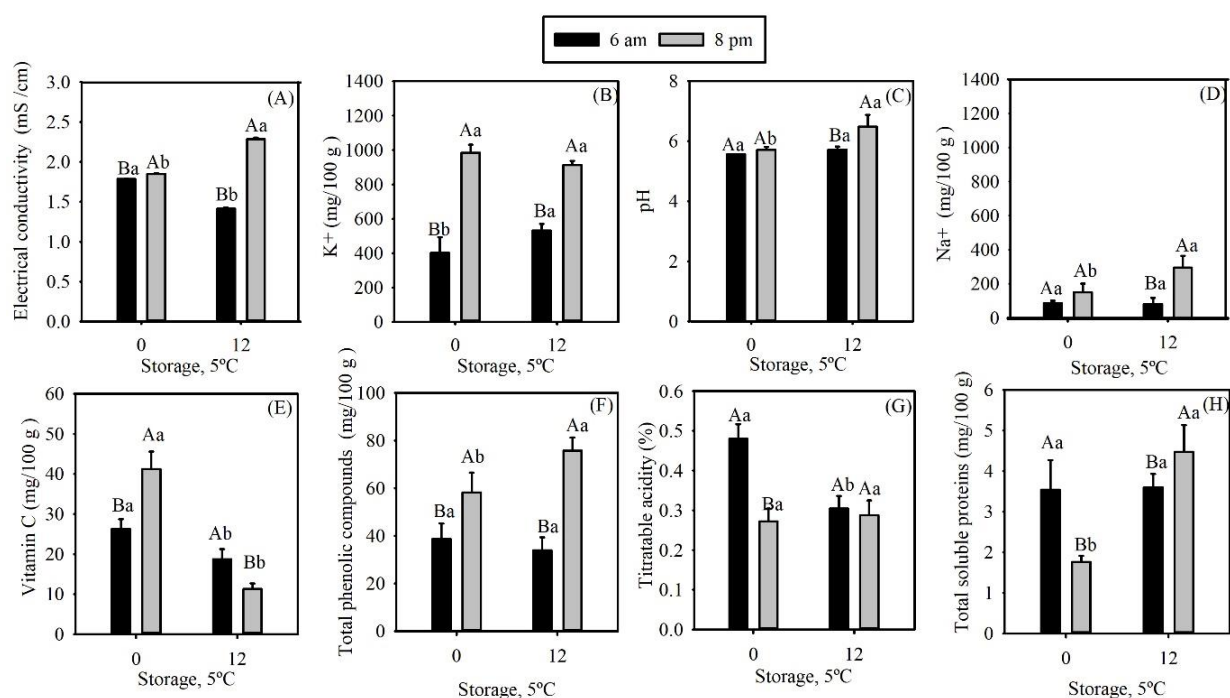 6 am 8 pm
(A)
Electrical conductivity (mS /cm)
3.0
2.5
2.0
1.5
1.0
0.5
0.0
Ba Ab Bb Aa
0 12
Storage, 5ºC
(B)
K+ (mg/100 g)
1400
1200
1000
800
600
400
200
0
Bb Aa Ba Aa
0 12
Storage, 5ºC
(C)
pH
8
6
4
2
0
Aa Ab Ba Aa
0 12
Storage, 5ºC
(D)
Na+ (mg/100 g)
1400
1200
1000
800
600
400
200
0
Aa Ab Ba Aa
0 12
Storage, 5ºC
(E)
Vitamin C (mg/100 g)
60
50
40
30
20
10
0
Ba Aa Ab Bb
0 12
Storage, 5ºC
(F)
Total phenolic compounds (mg/100 g)
100
80
60
40
20
0
Ba Ab Ba Aa
0 12
Storage, 5ºC
(G)
Titratable acidity (%)
0.6
0.5
0.4
0.3
0.2
0.1
0.0
Aa Ba Ab Aa
0 12
Storage, 5ºC
(H)
Total soluble proteins (mg/100 g)
6
5
4
3
2
1
0
Aa Bb Ba Aa
0 12
Storage, 5ºC